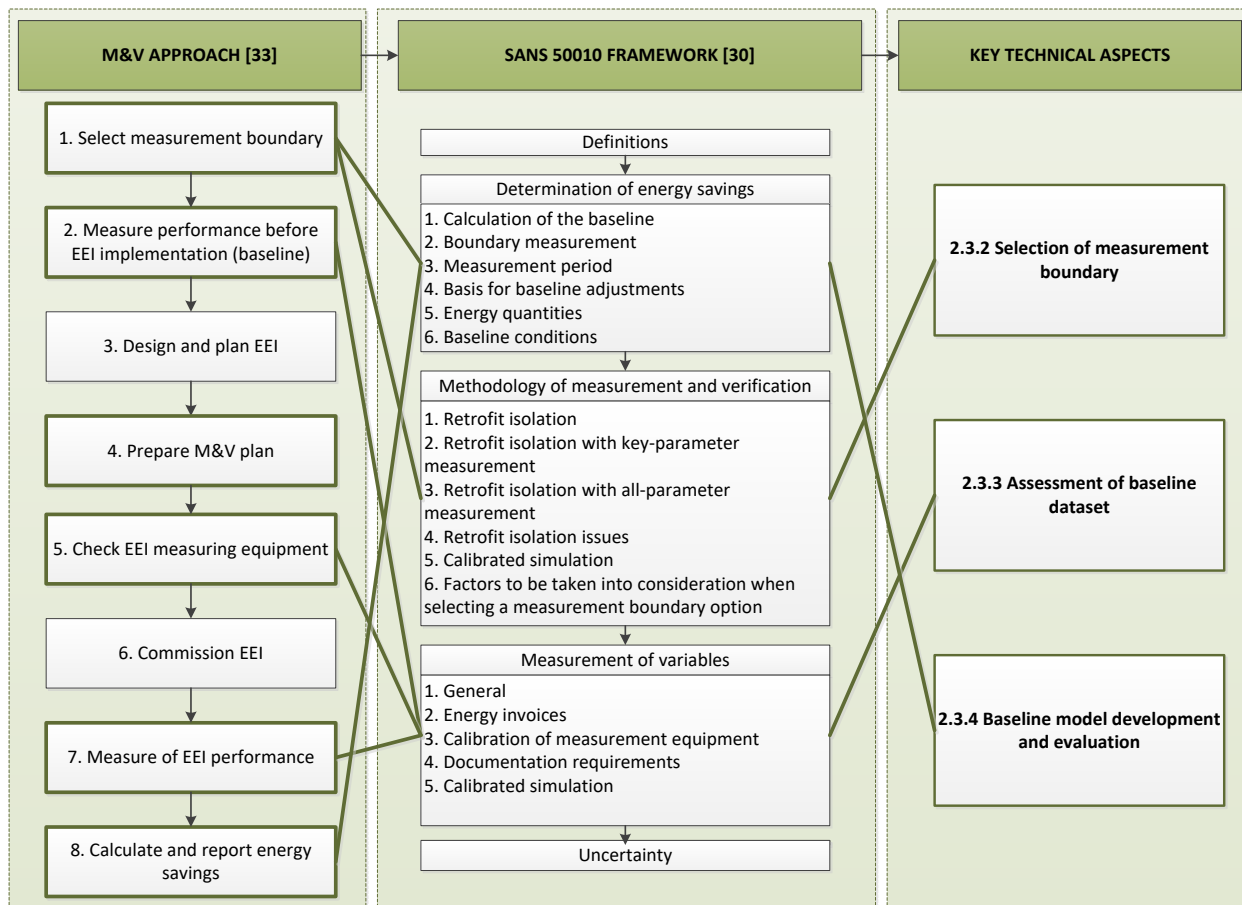 M&V APPROACH [33]
1. Select measurement boundary
2. Measure performance before
EEI implementation (baseline)
3. Design and plan EEI
4. Prepare M&V plan
5. Check EEI measuring equipment
6. Commission EEI
7. Measure of EEI performance
8. Calculate and report energy
savings
SANS 50010 FRAMEWORK [30]
Definitions
Determination of energy savings
1. Calculation of the baseline
2. Boundary measurement
3. Measurement period
4. Basis for baseline adjustments
5. Energy quantities
6. Baseline conditions
Methodology of measurement and verification
1. Retrofit isolation
2. Retrofit isolation with key-parameter
measurement
3. Retrofit isolation with all-parameter
measurement
4. Retrofit isolation issues
5. Calibrated simulation
6. Factors to be taken into consideration when
selecting a measurement boundary option
Measurement of variables
1. General
2. Energy invoices
3. Calibration of measurement equipment
4. Documentation requirements
5. Calibrated simulation
Uncertainty
KEY TECHNICAL ASPECTS
2.3.2 Selection of measurement
boundary
2.3.3 Assessment of baseline
dataset
2.3.4 Baseline model development
and evaluation